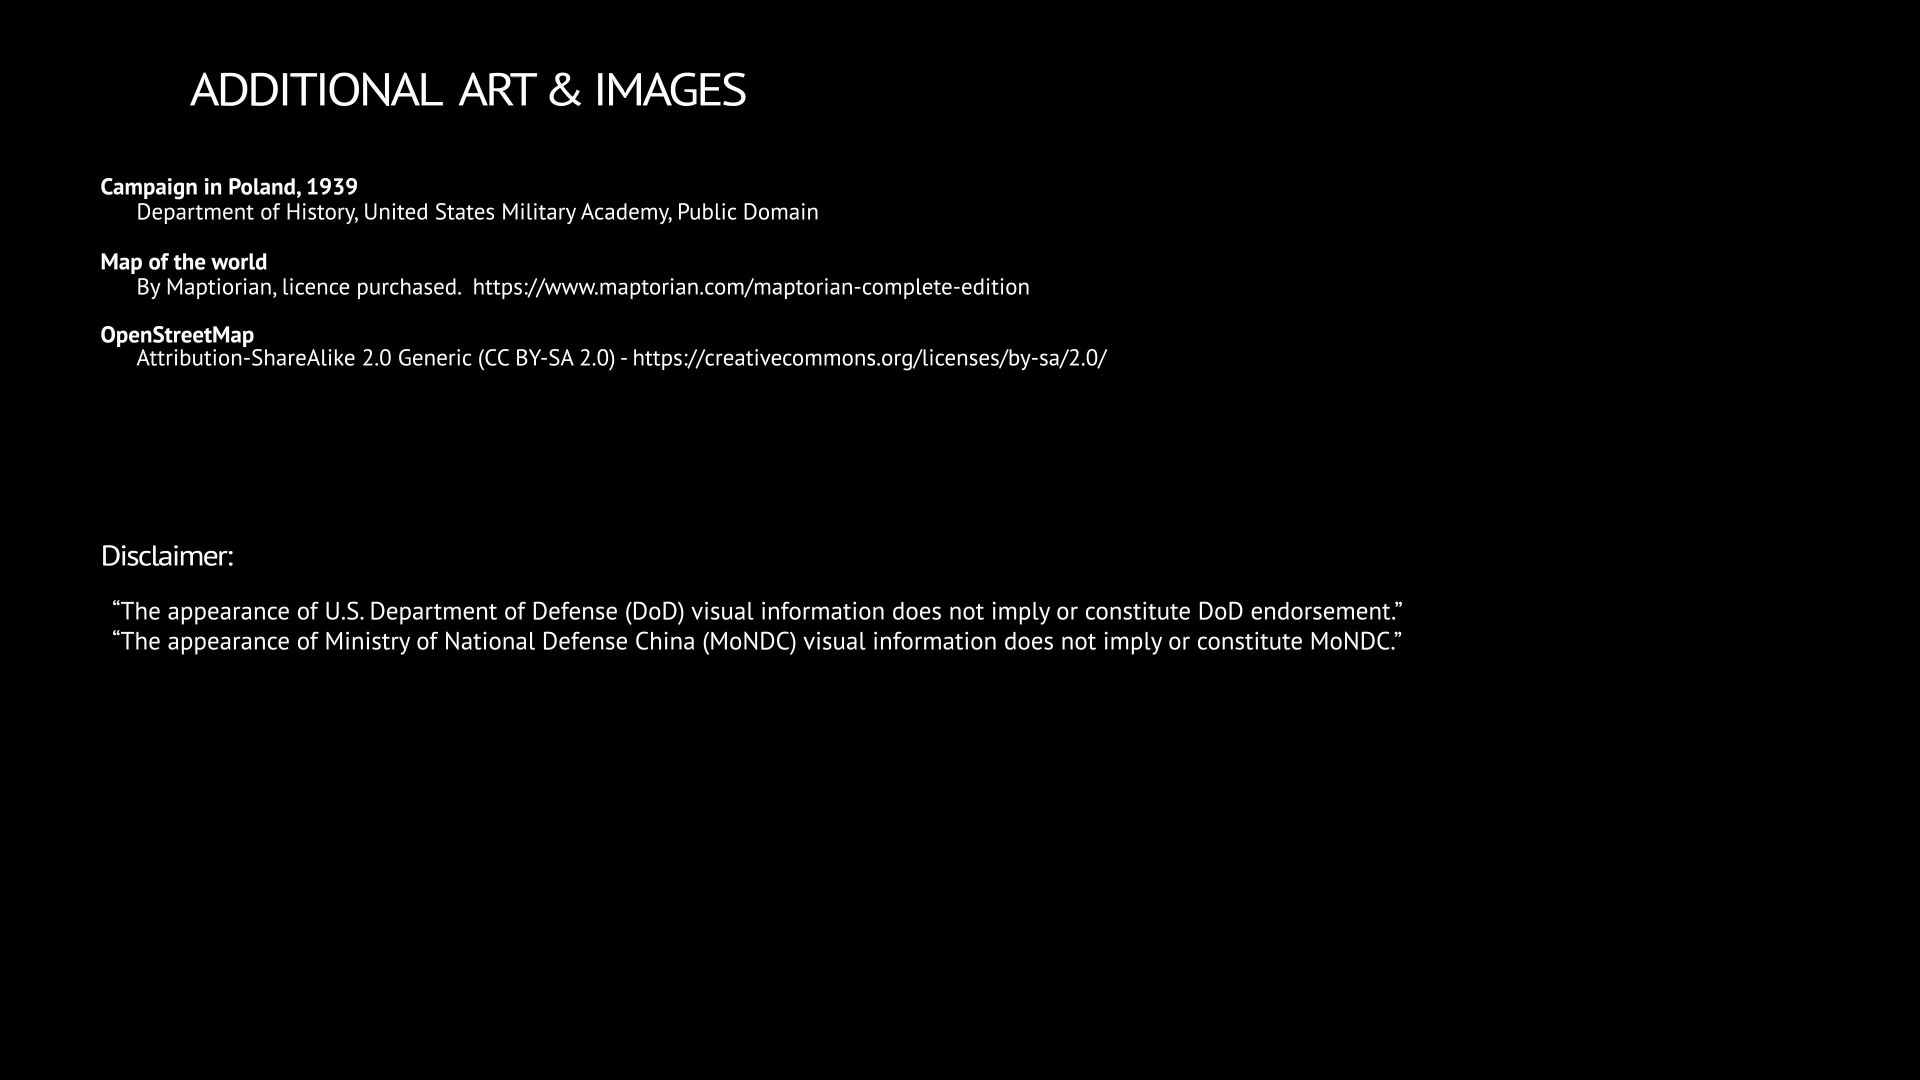 ADDITIONAL ART & IMAGES
Campaign in Poland, 1939
Department of History, United States Military Academy, Public Domain
Map of the world
By Maptiorian, licence purchased. https://www.maptorian.com/maptorian-complete-edition
OpenStreetMap
Attribution-ShareAlike 2.0 Generic (CC BY-SA 2.0) - https://creativecommons.org/licenses/by-sa/2.0/
Disclaimer:
“The appearance of U.S. Department of Defense (DoD) visual information does not imply or constitute DoD endorsement.”
“The appearance of Ministry of National Defense China (MoNDC) visual information does not imply or constitute MoNDC.”